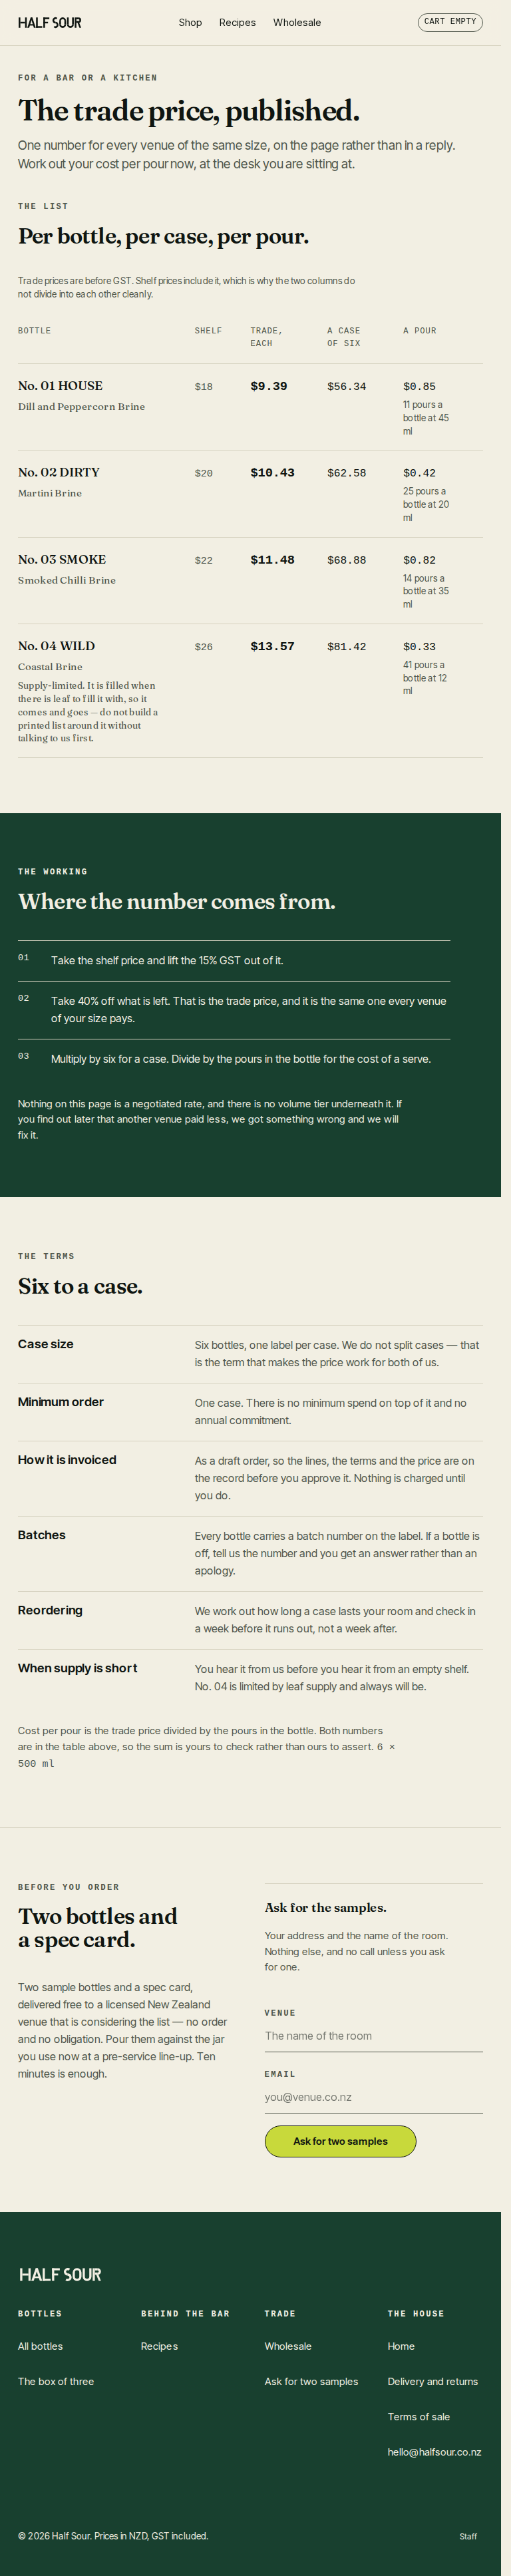 HALF SOUR
Shop Recipes Wholesale
CART EMPTY
FOR A BAR OR A KITCHEN
The trade price, published.
One number for every venue of the same size, on the page rather than in a reply.
Work out your cost per pour now, at the desk you are sitting at.
THE LIST
Per bottle, per case, per pour.
Trade prices are before GST. Shelf prices include it, which is why the two columns do
not divide into each other cleanly.
BOTTLE SHELF TRADE, EACH A CASE OF SIX A POUR
No. 01 HOUSE $18 $9.39 $56.34 $0.85
Dill and Peppercorn Brine
11 pours a
bottle at 45
ml
No. 02 DIRTY $20 $10.43 $62.58 $0.42
Martini Brine
25 pours a
bottle at 20
ml
No. 03 SMOKE $22 $11.48 $68.88 $0.82
Smoked Chilli Brine
14 pours a
bottle at 35
ml
No. 04 WILD $26 $13.57 $81.42 $0.33
Coastal Brine
41 pours a
bottle at 12
ml
Supply-limited. It is filled when
there is leaf to fill it with, so it
comes and goes — do not build a
printed list around it without
talking to us first.
THE WORKING
Where the number comes from.
01 Take the shelf price and lift the 15% GST out of it.
02 Take 40% off what is left. That is the trade price, and it is the same one every venue
of your size pays.
03 Multiply by six for a case. Divide by the pours in the bottle for the cost of a serve.
Nothing on this page is a negotiated rate, and there is no volume tier underneath it. If
you find out later that another venue paid less, we got something wrong and we will
fix it.
THE TERMS
Six to a case.
Case size
Six bottles, one label per case. We do not split cases — that
is the term that makes the price work for both of us.
Minimum order
One case. There is no minimum spend on top of it and no
annual commitment.
How it is invoiced
As a draft order, so the lines, the terms and the price are on
the record before you approve it. Nothing is charged until
you do.
Batches
Every bottle carries a batch number on the label. If a bottle is
off, tell us the number and you get an answer rather than an
apology.
Reordering
We work out how long a case lasts your room and check in
a week before it runs out, not a week after.
When supply is short
You hear it from us before you hear it from an empty shelf.
No. 04 is limited by leaf supply and always will be.
Cost per pour is the trade price divided by the pours in the bottle. Both numbers
are in the table above, so the sum is yours to check rather than ours to assert. 6 ×
500 ml
BEFORE YOU ORDER
Two bottles and
a spec card.
Two sample bottles and a spec card,
delivered free to a licensed New Zealand
venue that is considering the list — no order
and no obligation. Pour them against the jar
you use now at a pre-service line-up. Ten
minutes is enough.
Ask for the samples.
Your address and the name of the room.
Nothing else, and no call unless you ask
for one.
VENUE
The name of the room
EMAIL
you@venue.co.nz
Ask for two samples
HALF SOUR
BOTTLES
All bottles
The box of three
BEHIND THE BAR
Recipes
TRADE
Wholesale
Ask for two samples
THE HOUSE
Home
Delivery and returns
Terms of sale
hello@halfsour.co.nz
© 2026 Half Sour. Prices in NZD, GST included.
Staff